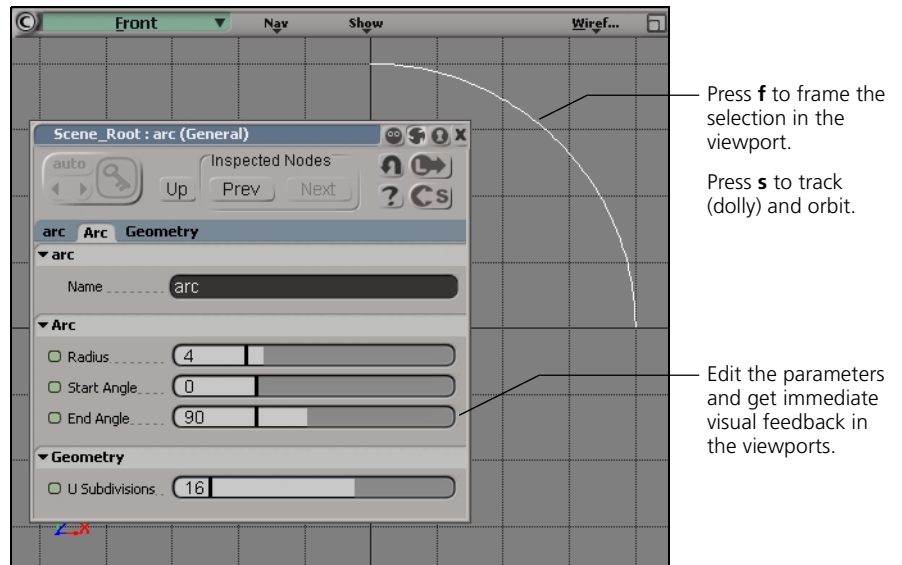 C Front Nav Show Wiref...
Scene_Root : arc (General)
auto
Inspected Nodes
Up Prev Next
? C S
arc Arc Geometry
arc
Name arc
Arc
Radius 4
Start Angle 0
End Angle 90
Geometry
U Subdivisions 16
x
Press f to frame the
selection in the
viewport.
Press s to track
(dolly) and orbit.
Edit the parameters
and get immediate
visual feedback in
the viewports.